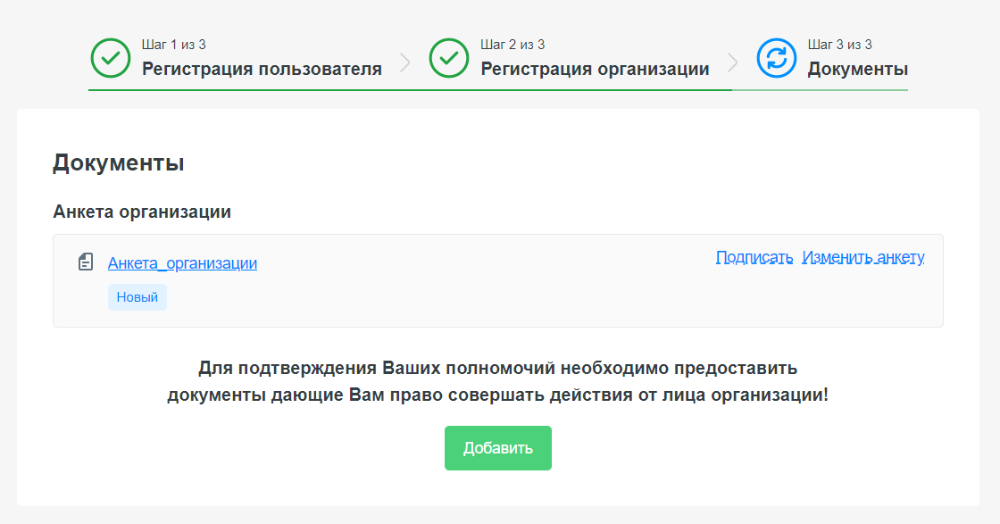 Шаг 1 из 3
Регистрация пользователя
Шаг 2 из 3
Регистрация организации
Шаг 3 из 3
Документы
Документы
Анкета организации
Анкета_организации
Подписать Изменить анкету
Новый
Для подтверждения Ваших полномочий необходимо предоставить
документы дающие Вам право совершать действия от лица организации!
Добавить